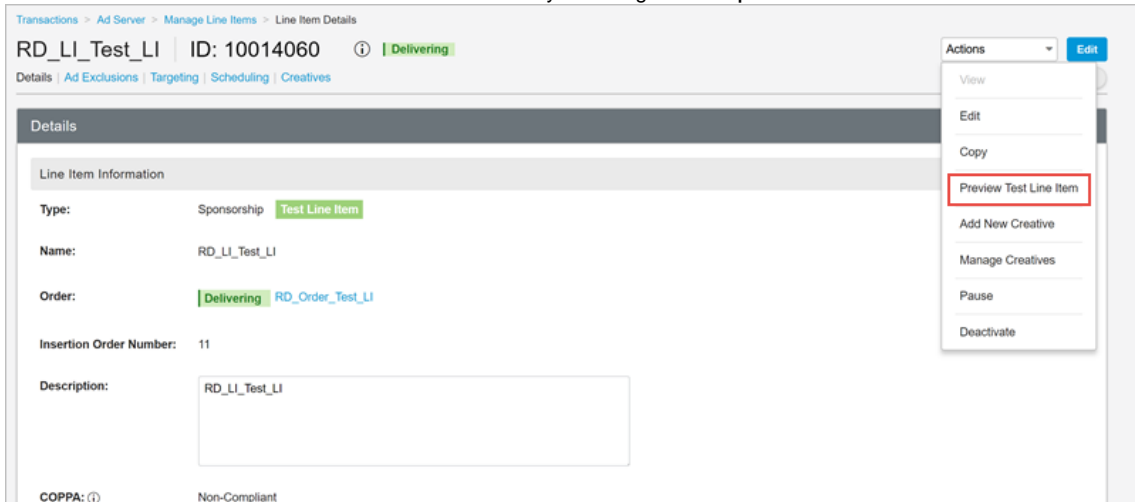 Transactions > Ad Server > Manage Line Items > Line Item Details
RD_LI_Test_LI | ID: 10014060 ⓘ | Delivering
Actions
Edit
Details | Ad Exclusions | Targeting | Scheduling | Creatives
View
Edit
Copy
Preview Test Line Item
Add New Creative
Manage Creatives
Pause
Deactivate
Details
Line Item Information
Type: Sponsorship Test Line Item
Name: RD_LI_Test_LI
Order: Delivering RD_Order_Test_LI
Insertion Order Number: 11
Description: RD_LI_Test_LI
COPPA: ⓘ Non-Compliant